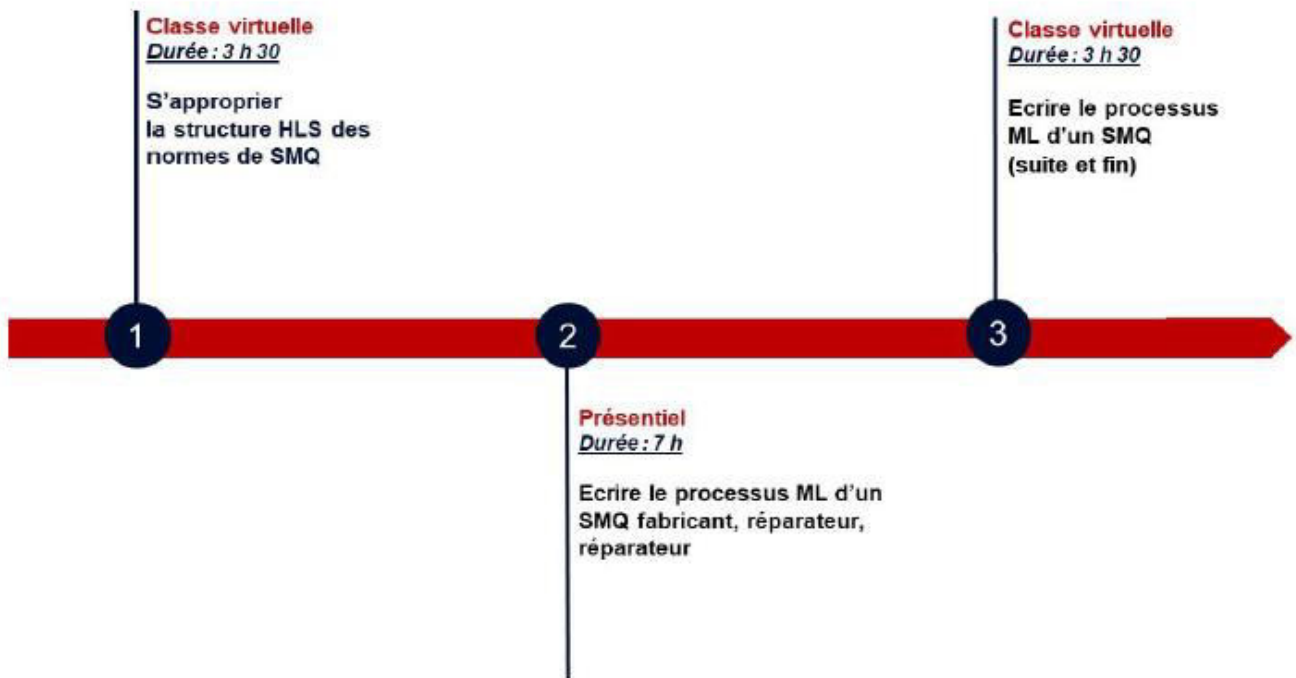 Classe virtuelle
Durée : 3 h 30
S'approprier
la structure HLS des
normes de SMQ
1
2
Présentiel
Durée : 7 h
Ecrire le processus ML d'un
SMQ fabricant, réparateur,
réparateur
Classe virtuelle
Durée : 3 h 30
Ecrire le processus
ML d'un SMQ
(suite et fin)
3